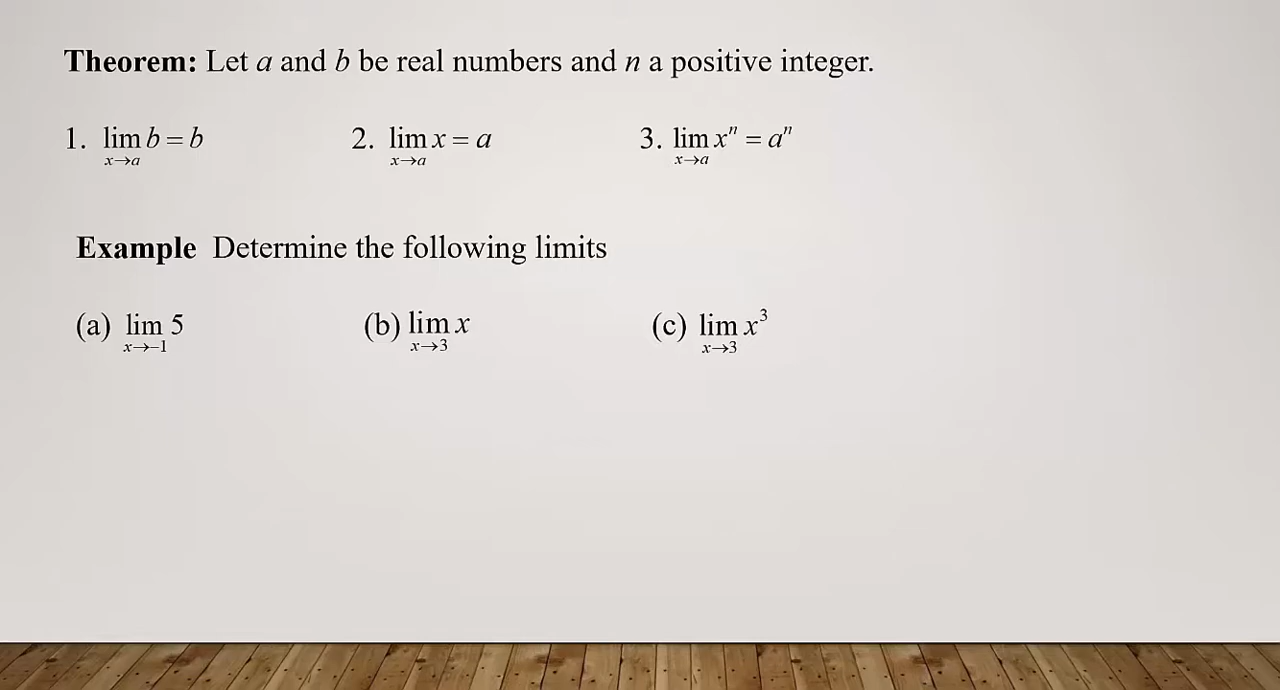 Theorem: Let a and b be real numbers and n a positive integer.
1. lim b = b 2. lim x = a 3. lim xⁿ = aⁿ
x→a x→a x→a
Example Determine the following limits
(a) lim 5 (b) lim x (c) lim x³
x→−1 x→3 x→3